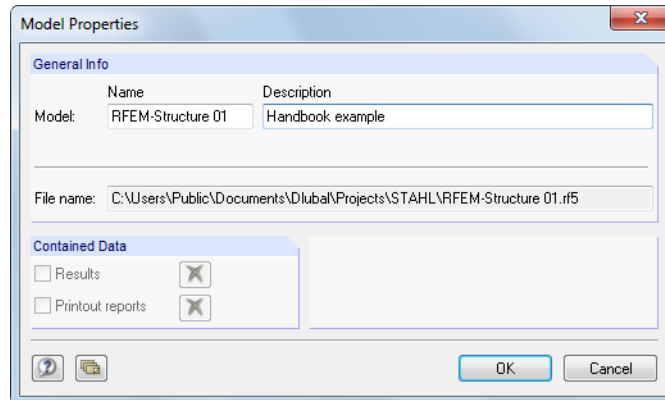 Model Properties
General Info
Name Description
Model: RFEM-Structure 01 Handbook example
File name: C:\Users\Public\Documents\Dlubal\Projects\STAHL\RFEM-Structure 01.rf5
Contained Data
Results
Printout reports
OK Cancel